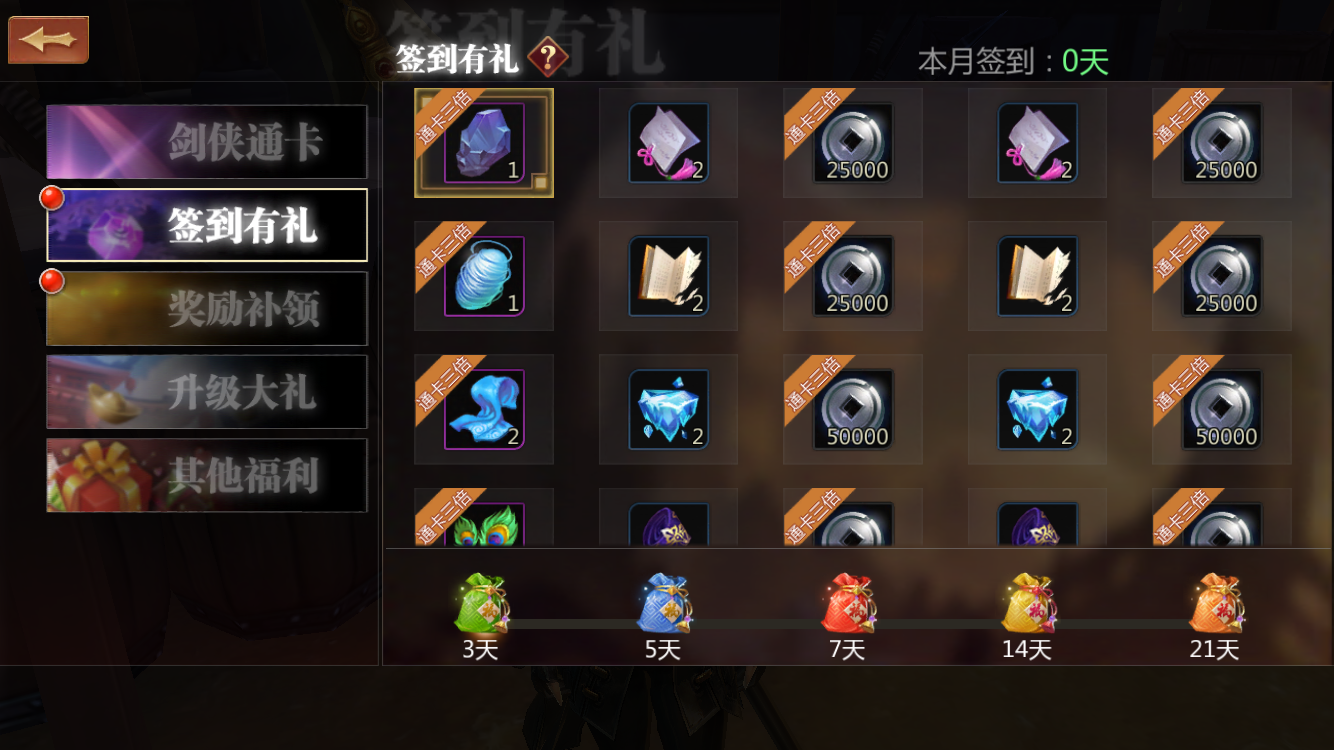 签到有礼
签到有礼
?
本月签到：0天
剑侠通卡
签到有礼
奖励补领
升级大礼
其他福利
通卡三倍
1
2
通卡三倍
25000
2
通卡三倍
25000
通卡三倍
1
2
通卡三倍
25000
2
通卡三倍
25000
通卡三倍
2
2
通卡三倍
50000
2
通卡三倍
50000
通卡三倍
通卡三倍
通卡三倍
3天
5天
7天
14天
21天